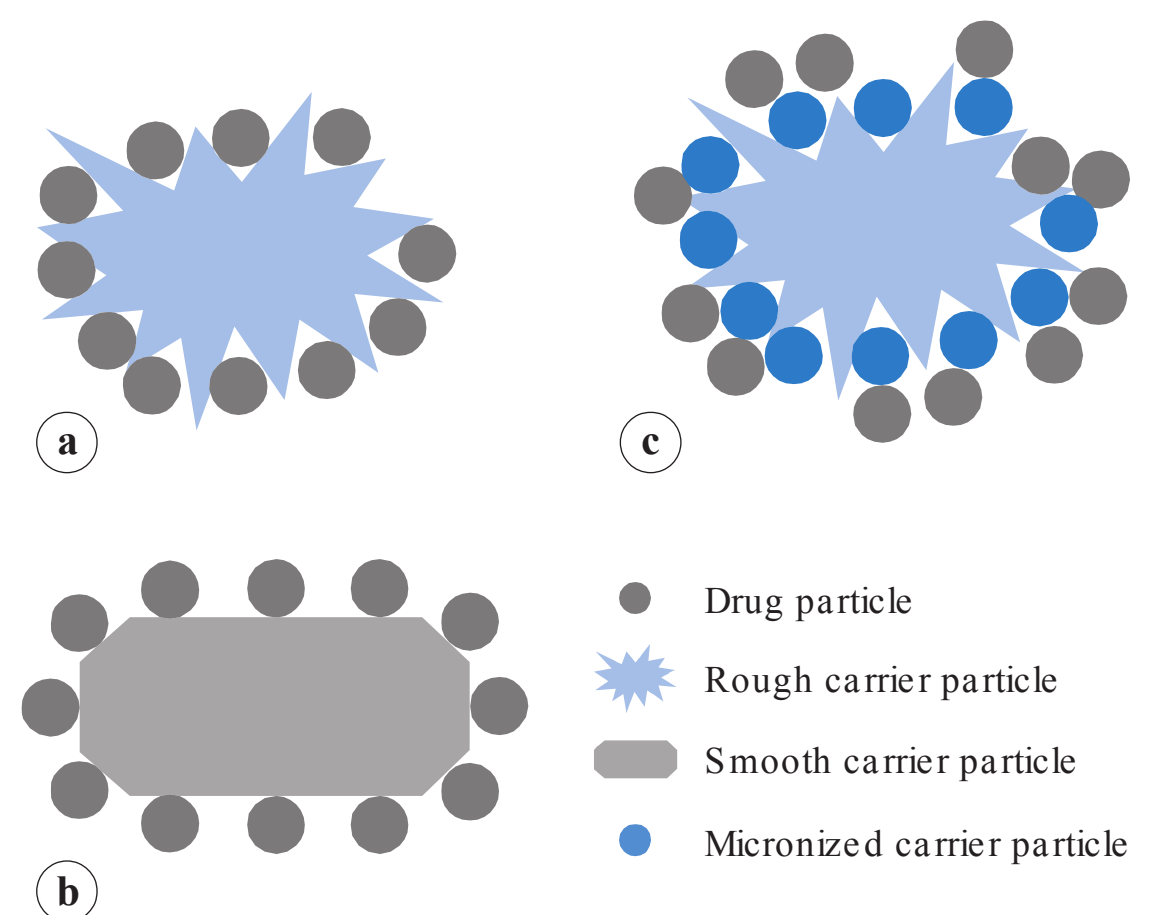 a
c
b
Drug particle
Rough carrier particle
Smooth carrier particle
Micronized carrier particle